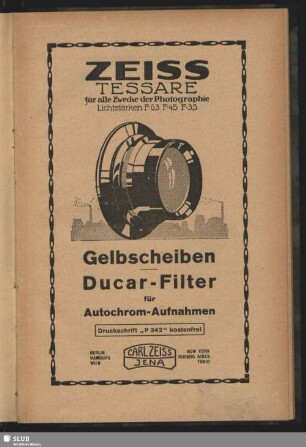 ZEISS
TESSARE
für alle Zwecke der Photographie
Lichtstärken F:6,3 F:4,5 F:3,5
Gelbscheiben
Ducar-Filter
für
Autochrom-Aufnahmen
Druckschrift „P 342" kostenfrei
BERLIN
HAMBURG
WIEN
CARL ZEISS
JENA
NEW YORK
BUENOS AIRES
TOKIO
SLUB